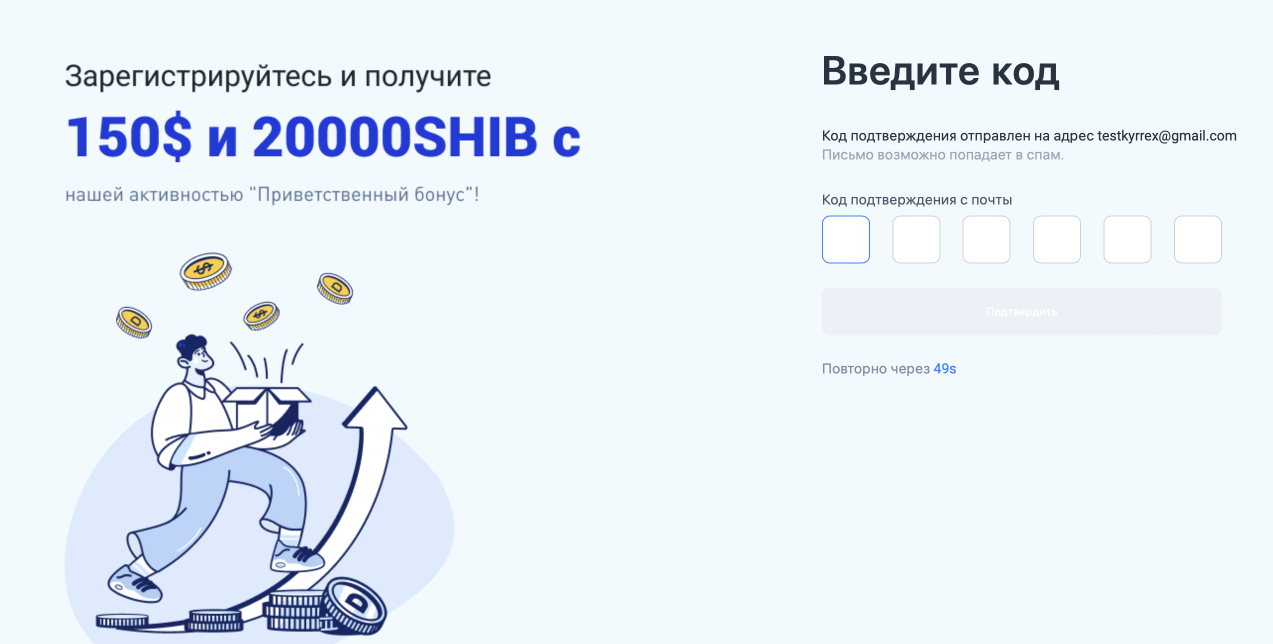 Зарегистрируйтесь и получите
150$ и 20000SHIB с
нашей активностью "Приветственный бонус"!
$
D
D
$
D
Введите код
Код подтверждения отправлен на адрес testkyrrex@gmail.com
Письмо возможно попадает в спам.
Код подтверждения с почты
Подтвердить
Повторно через 49s